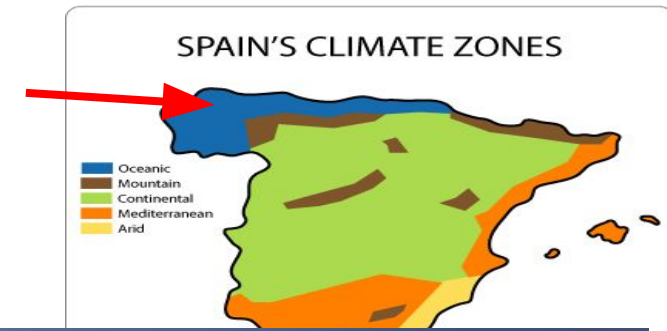 SPAIN'S CLIMATE ZONES
Oceanic
Mountain
Continental
Mediterranean
Arid